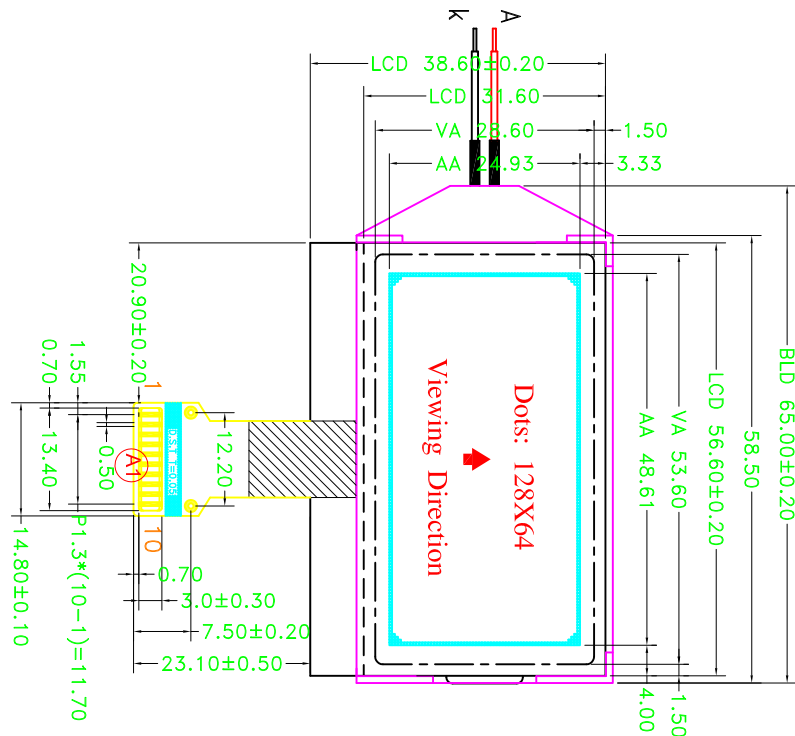 A
k
LCD 38.60±0.20
LCD 31.60
VA 28.60
1.50
AA 24.93
3.33
BLD 65.00±0.20
58.50
LCD 56.60±0.20
VA 53.60
AA 48.61
1.50
4.00
Dots: 128X64
Viewing Direction
20.90±0.20
0.70
1.55
1
10
0.50
13.40
14.80±0.10
P1.3*(10-1)=11.70
A1
D.S.T T=0.05
12.20
0.70
3.0±0.30
7.50±0.20
23.10±0.50